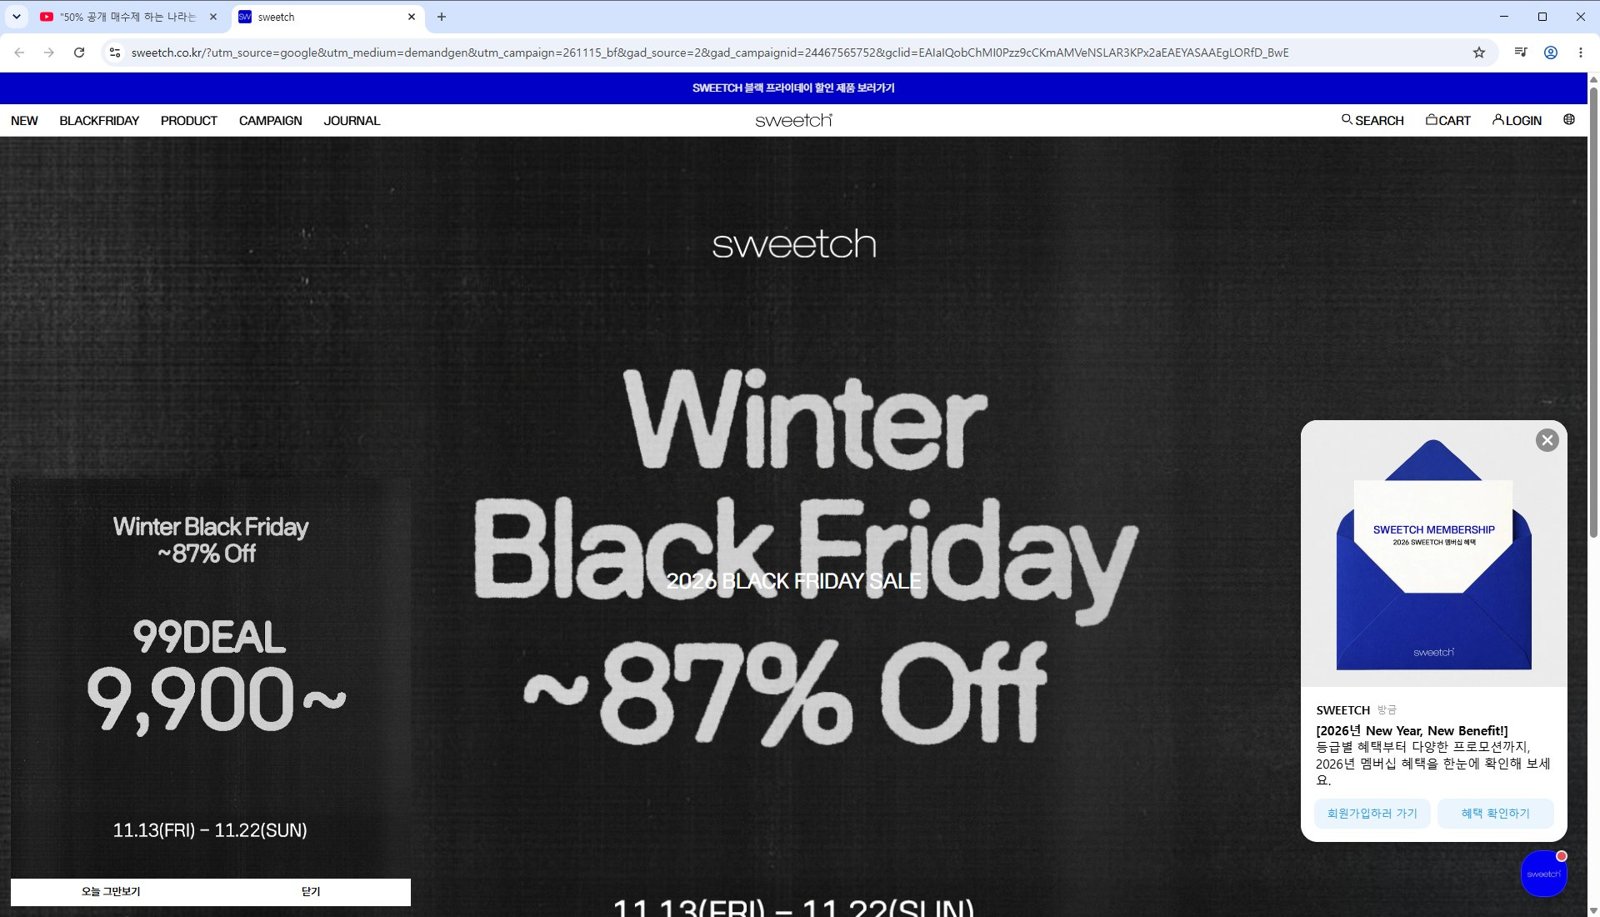 "50% 공개 매수제 하는 나라는
sweetch
sweetch.co.kr/?utm_source=google&utm_medium=demandgen&utm_campaign=261115_bf&gad_source=2&gad_campaignid=24467565752&gclid=EAIaIQobChMI0Pzz9cCKmAMVeNSLAR3KPx2aEAEYASAAEgLORfD_BwE
SWEETCH 블랙 프라이데이 할인 제품 보러가기
NEW BLACKFRIDAY PRODUCT CAMPAIGN JOURNAL
sweetch
SEARCH CART LOGIN
sweetch
Winter
Black Friday
2026 BLACK FRIDAY SALE
~87% Off
11.13(FRI) – 11.22(SUN)
Winter Black Friday
~87% Off
99DEAL
9,900~
11.13(FRI) – 11.22(SUN)
오늘 그만보기
닫기
SWEETCH MEMBERSHIP
2026 SWEETCH 멤버십 혜택
sweetch
SWEETCH 방금
[2026년 New Year, New Benefit!]
등급별 혜택부터 다양한 프로모션까지,
2026년 멤버십 혜택을 한눈에 확인해 보세
요.
회원가입하러 가기
혜택 확인하기
sweetch